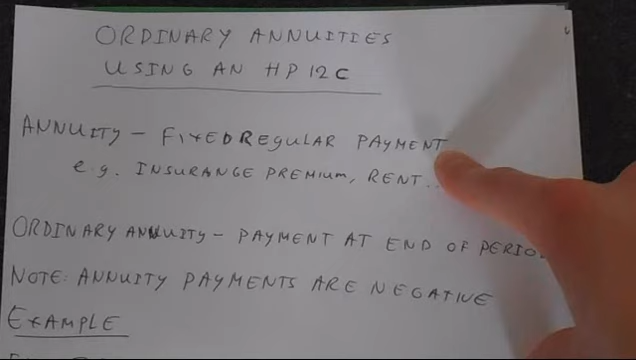 ORDINARY ANNUITIES
USING AN HP 12C
ANNUITY - FIXED REGULAR PAYMENT
e.g. INSURANCE PREMIUM, RENT..
ORDINARY ANNUITY - PAYMENT AT END OF PERIO
NOTE: ANNUITY PAYMENTS ARE NEGATIVE
EXAMPLE